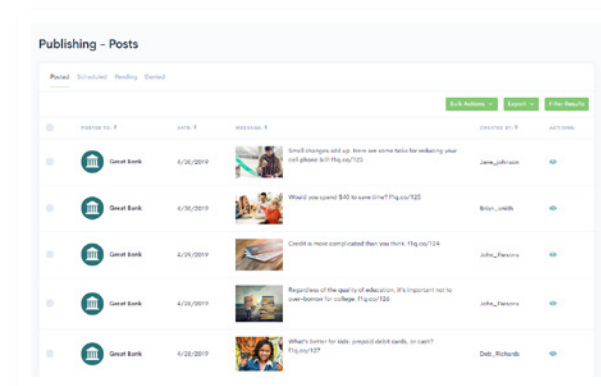 Publishing - Posts
Posted Scheduled Pending Denied
Bulk Actions Export Filter Results
POSTED TO: DATE: MESSAGE: CREATED BY: ACTIONS:
Great Bank 4/30/2019 Small changes add up. Here are some tasks for reducing your
cell phone bill! f1q.co/123 Jane_johnson
Great Bank 4/30/2019 Would you spend $40 to save time? f1q.co/125 Brian_smith
Great Bank 4/29/2019 Credit is more complicated than you think. f1q.co/124 John_Parsons
Great Bank 4/28/2019 Regardless of the quality of education, it's important not to
over-borrow for college. f1q.co/126 John_Parsons
Great Bank 4/28/2019 What's better for kids: prepaid debit cards, or cash?
f1q.co/127 Deb_Richards